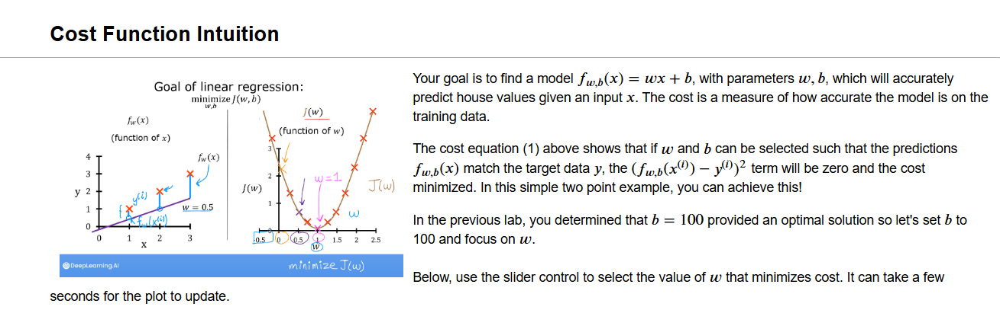 Cost Function Intuition
Goal of linear regression:
minimize J(w,b)
w,b
f_w(x)
(function of x)
4
3
y 2
1
0
0 1 2 3
x
f_w(x)
w = 0.5
y^(i)
f_w(x^(i))
J(w)
(function of w)
3
2
J(w)
1
0
-0.5 0 0.5 1 1.5 2 2.5
w
w=1
J(w)
w
DeepLearning.AI
minimize J(w)
Your goal is to find a model f_w,b(x) = wx + b, with parameters w, b, which will accurately
predict house values given an input x. The cost is a measure of how accurate the model is on the
training data.
The cost equation (1) above shows that if w and b can be selected such that the predictions
f_w,b(x) match the target data y, the (f_w,b(x^(i)) − y^(i))² term will be zero and the cost
minimized. In this simple two point example, you can achieve this!
In the previous lab, you determined that b = 100 provided an optimal solution so let's set b to
100 and focus on w.
Below, use the slider control to select the value of w that minimizes cost. It can take a few
seconds for the plot to update.